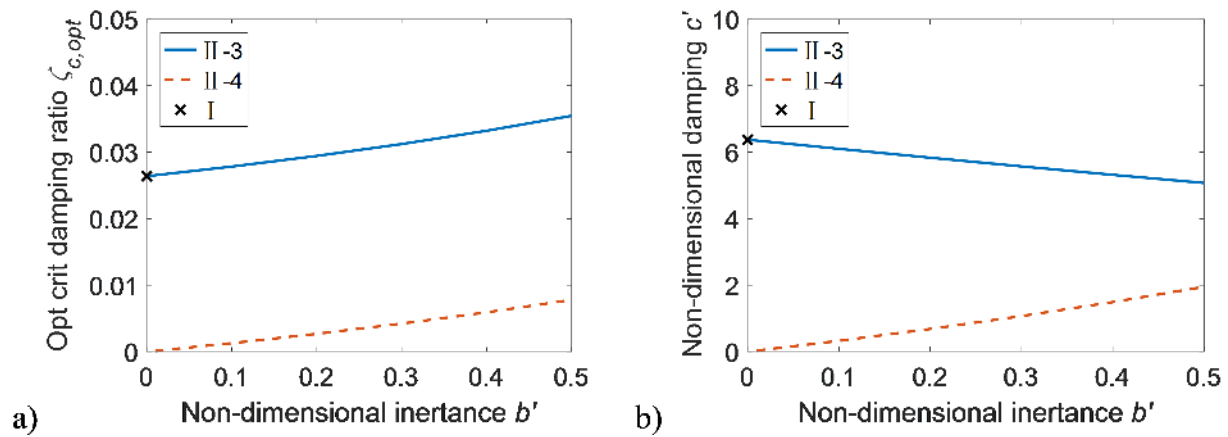 Opt crit damping ratio ζc,opt
0.05
0.04
0.03
0.02
0.01
0
II-3
II-4
I
0
0.1
0.2
0.3
0.4
0.5
Non-dimensional inertance b'
a)
Non-dimensional damping c'
10
8
6
4
2
0
II-3
II-4
I
0
0.1
0.2
0.3
0.4
0.5
Non-dimensional inertance b'
b)